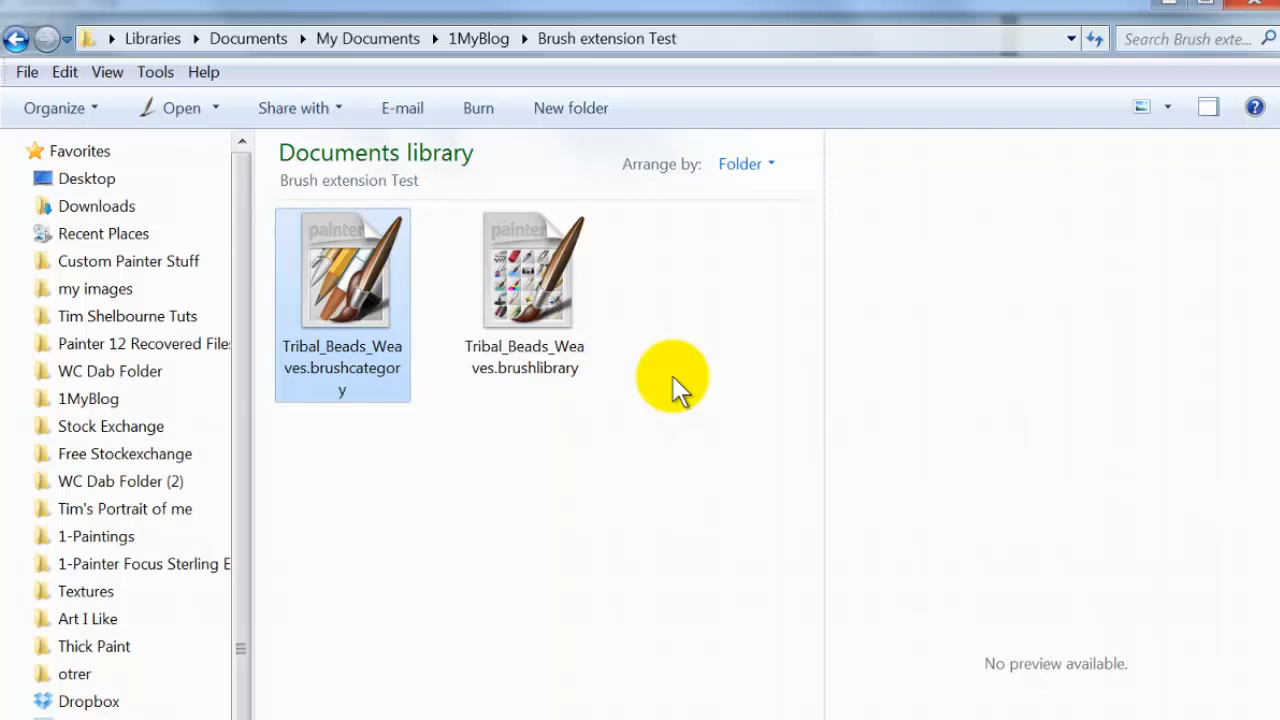 Libraries
Documents
My Documents
1MyBlog
Brush extension Test
Search Brush exte...
File
Edit
View
Tools
Help
Organize
Open
Share with
E-mail
Burn
New folder
Favorites
Desktop
Downloads
Recent Places
Custom Painter Stuff
my images
Tim Shelbourne Tuts
Painter 12 Recovered File:
WC Dab Folder
1MyBlog
Stock Exchange
Free Stockexchange
WC Dab Folder (2)
Tim's Portrait of me
1-Paintings
1-Painter Focus Sterling E
Textures
Art I Like
Thick Paint
otrer
Dropbox
Documents library
Brush extension Test
Arrange by:
Folder
painter
Tribal_Beads_Wea
ves.brushcategor
y
painter
Tribal_Beads_Wea
ves.brushlibrary
No preview available.